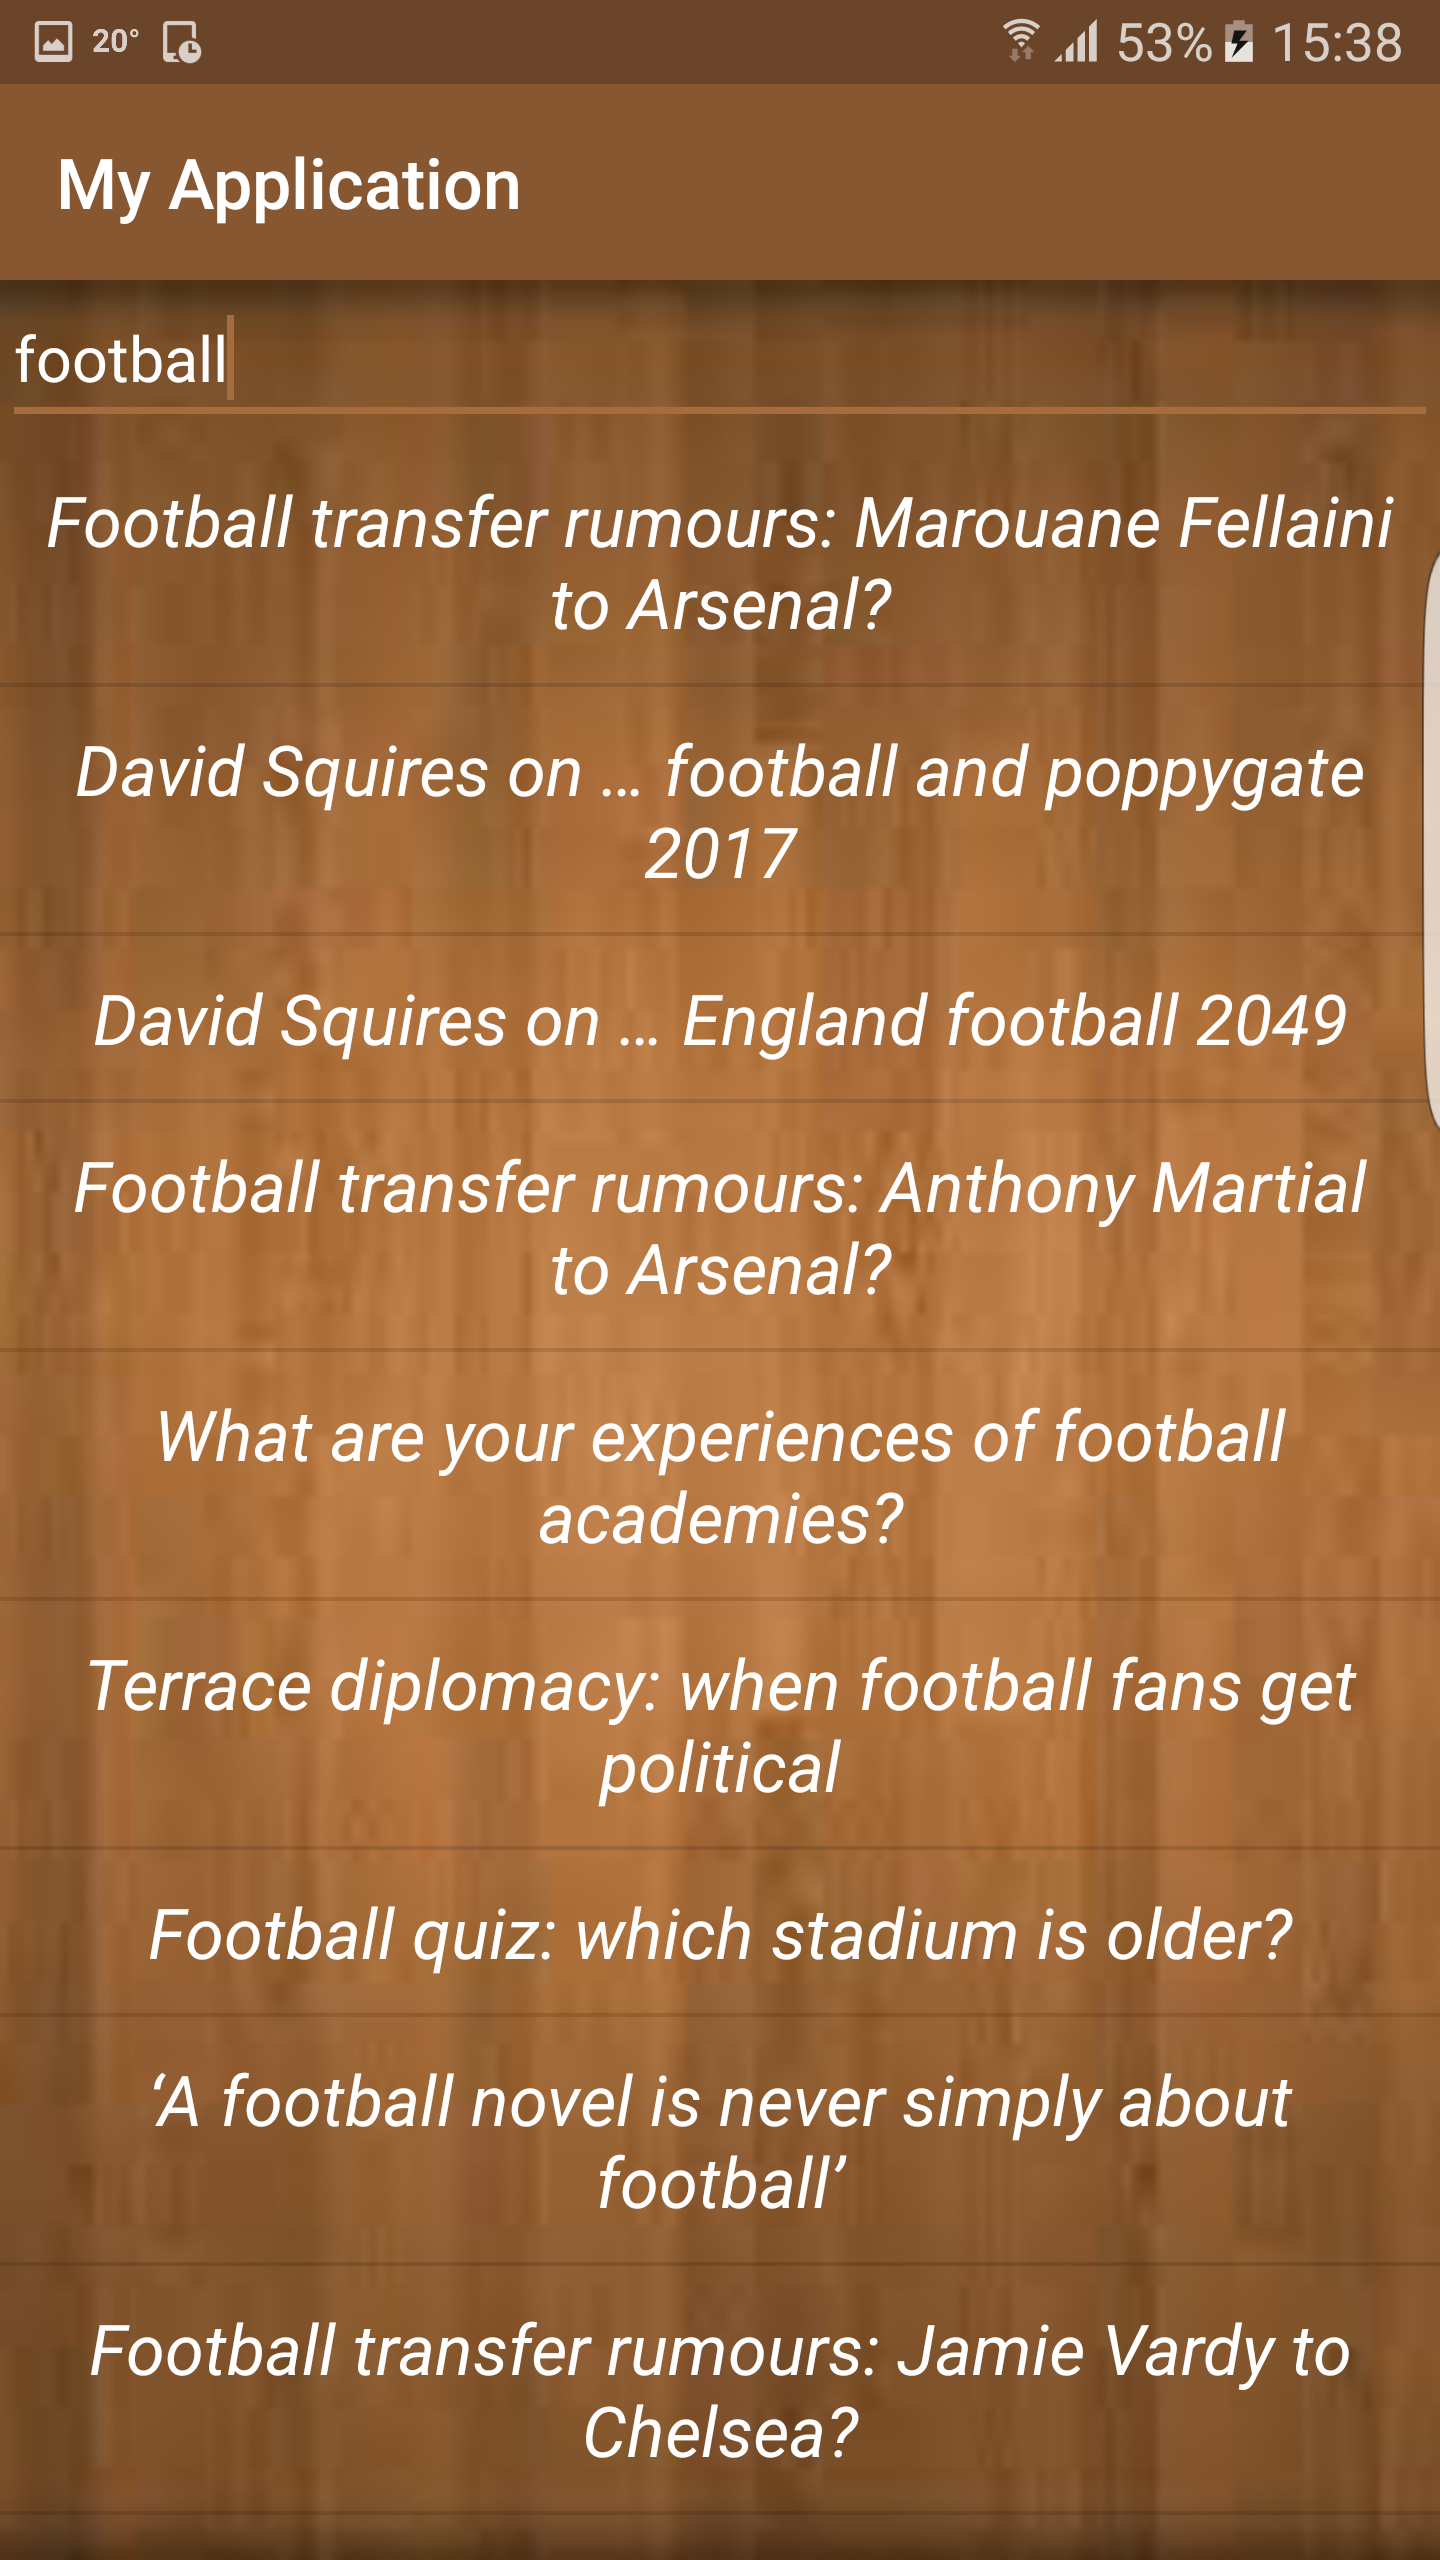 20° 53% 15:38
My Application
football
Football transfer rumours: Marouane Fellaini
to Arsenal?
David Squires on … football and poppygate
2017
David Squires on … England football 2049
Football transfer rumours: Anthony Martial
to Arsenal?
What are your experiences of football
academies?
Terrace diplomacy: when football fans get
political
Football quiz: which stadium is older?
‘A football novel is never simply about
football’
Football transfer rumours: Jamie Vardy to
Chelsea?